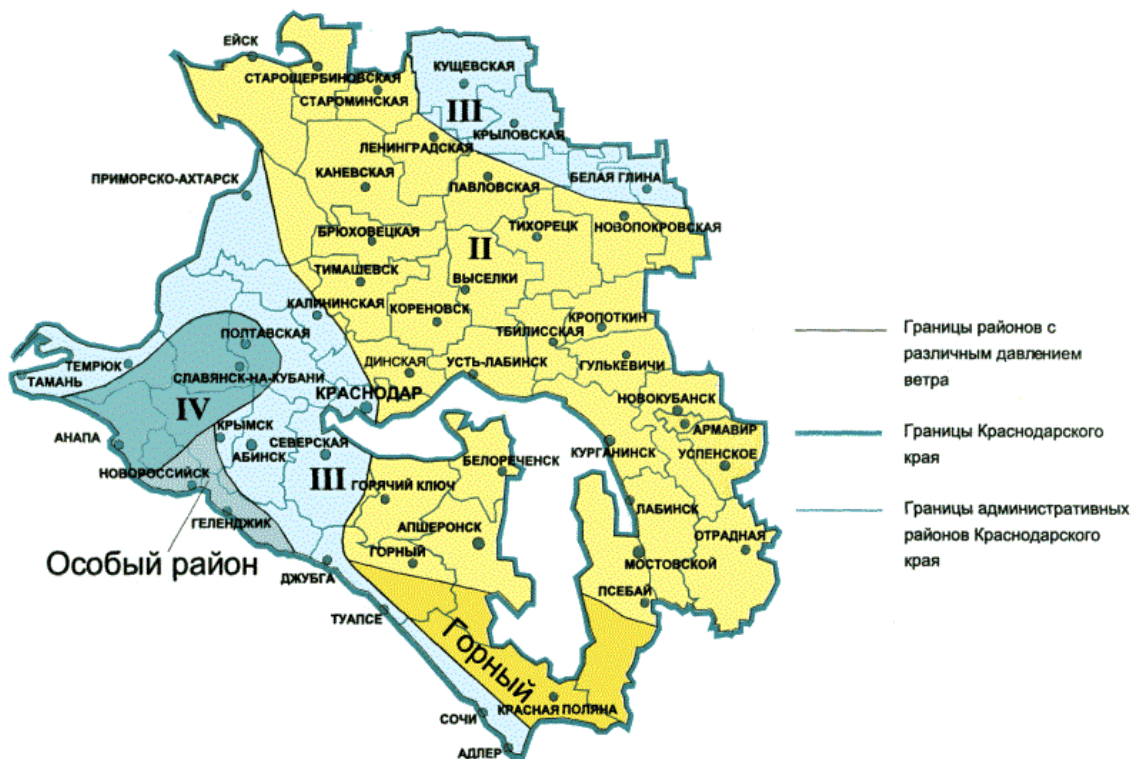 ЕЙСК
СТАРОЩЕРБИНОВСКАЯ
СТАРОМИНСКАЯ
КУЩЕВСКАЯ
III
КРЫЛОВСКАЯ
ЛЕНИНГРАДСКАЯ
КАНЕВСКАЯ
ПАВЛОВСКАЯ
БЕЛАЯ ГЛИНА
ПРИМОРСКО-АХТАРСК
БРЮХОВЕЦКАЯ
ТИХОРЕЦК
НОВОПОКРОВСКАЯ
II
ТИМАШЕВСК
ВЫСЕЛКИ
КАЛИНИНСКАЯ
КОРЕНОВСК
КРОПОТКИН
ПОЛТАВСКАЯ
ТБИЛИССКАЯ
ДИНСКАЯ
УСТЬ-ЛАБИНСК
ГУЛЬКЕВИЧИ
ТЕМРЮК
ТАМАНЬ
СЛАВЯНСК-НА-КУБАНИ
КРАСНОДАР
НОВОКУБАНСК
IV
АРМАВИР
АНАПА
КРЫМСК
СЕВЕРСКАЯ
АБИНСК
КУРГАНИНСК
УСПЕНСКОЕ
НОВОРОССИЙСК
III
БЕЛОРЕЧЕНСК
ГОРЯЧИЙ КЛЮЧ
ГЕЛЕНДЖИК
ЛАБИНСК
АПШЕРОНСК
ОТРАДНАЯ
Особый район
ГОРНЫЙ
МОСТОВСКОЙ
ДЖУБГА
ПСЕБАЙ
ТУАПСЕ
Горный
КРАСНАЯ ПОЛЯНА
СОЧИ
АДЛЕР
Границы районов с
различным давлением
ветра
Границы Краснодарского
края
Границы административных
районов Краснодарского
края